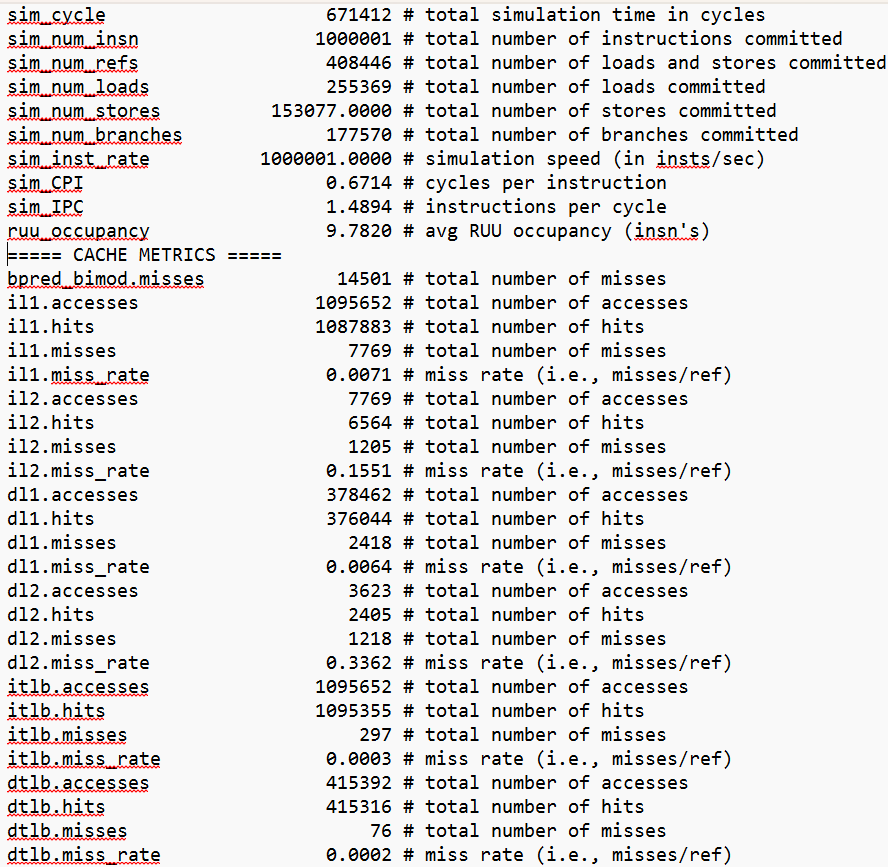 sim_cycle 671412 # total simulation time in cycles
sim_num_insn 1000001 # total number of instructions committed
sim_num_refs 408446 # total number of loads and stores committed
sim_num_loads 255369 # total number of loads committed
sim_num_stores 153077.0000 # total number of stores committed
sim_num_branches 177570 # total number of branches committed
sim_inst_rate 1000001.0000 # simulation speed (in insts/sec)
sim_CPI 0.6714 # cycles per instruction
sim_IPC 1.4894 # instructions per cycle
ruu_occupancy 9.7820 # avg RUU occupancy (insn's)
===== CACHE METRICS =====
bpred_bimod.misses 14501 # total number of misses
il1.accesses 1095652 # total number of accesses
il1.hits 1087883 # total number of hits
il1.misses 7769 # total number of misses
il1.miss_rate 0.0071 # miss rate (i.e., misses/ref)
il2.accesses 7769 # total number of accesses
il2.hits 6564 # total number of hits
il2.misses 1205 # total number of misses
il2.miss_rate 0.1551 # miss rate (i.e., misses/ref)
dl1.accesses 378462 # total number of accesses
dl1.hits 376044 # total number of hits
dl1.misses 2418 # total number of misses
dl1.miss_rate 0.0064 # miss rate (i.e., misses/ref)
dl2.accesses 3623 # total number of accesses
dl2.hits 2405 # total number of hits
dl2.misses 1218 # total number of misses
dl2.miss_rate 0.3362 # miss rate (i.e., misses/ref)
itlb.accesses 1095652 # total number of accesses
itlb.hits 1095355 # total number of hits
itlb.misses 297 # total number of misses
itlb.miss_rate 0.0003 # miss rate (i.e., misses/ref)
dtlb.accesses 415392 # total number of accesses
dtlb.hits 415316 # total number of hits
dtlb.misses 76 # total number of misses
dtlb.miss_rate 0.0002 # miss rate (i.e., misses/ref)